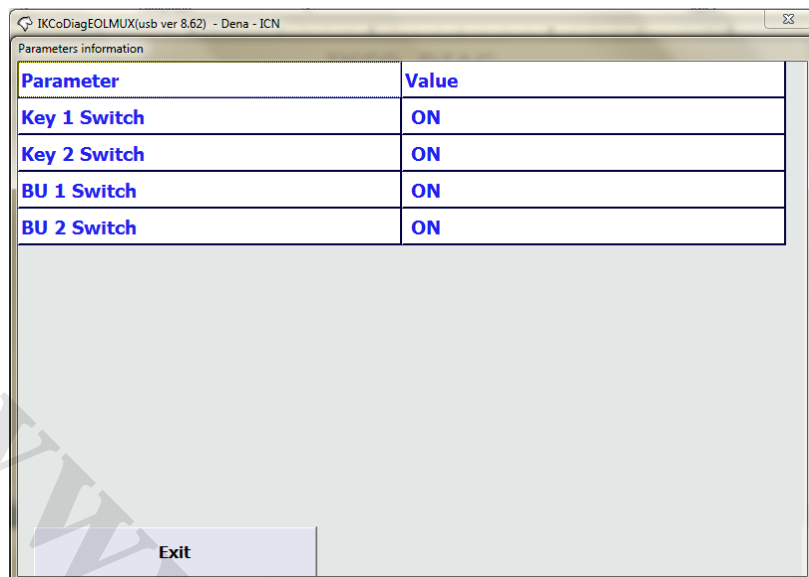 IKCoDiagEOLMUX(usb ver 8.62) - Dena - ICN
Parameters information
Parameter Value
Key 1 Switch ON
Key 2 Switch ON
BU 1 Switch ON
BU 2 Switch ON
Exit